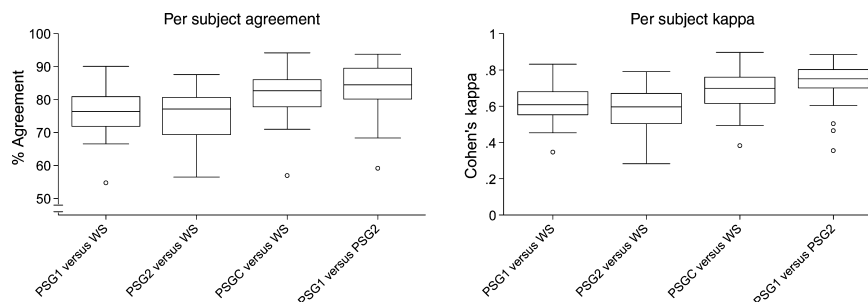 Per subject agreement
% Agreement
100
90
80
70
60
50
PSG1 versus WS
PSG2 versus WS
PSGC versus WS
PSG1 versus PSG2
Per subject kappa
Cohen's kappa
1
.8
.6
.4
.2
0
PSG1 versus WS
PSG2 versus WS
PSGC versus WS
PSG1 versus PSG2